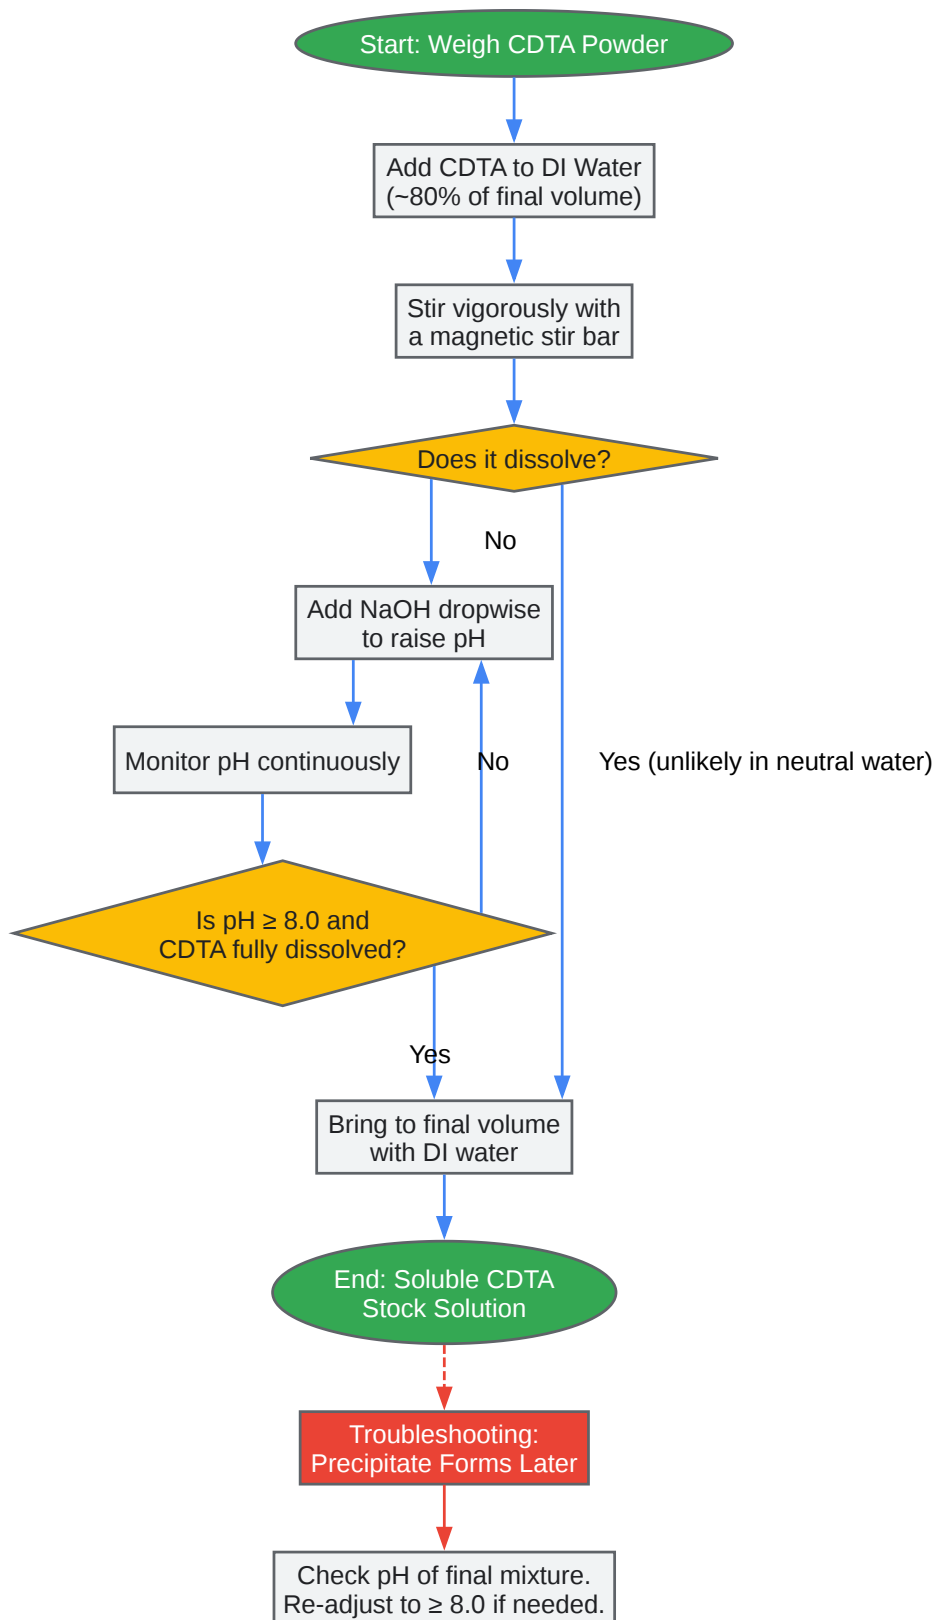 Start: Weigh CDTA Powder
Add CDTA to DI Water
(~80% of final volume)
Stir vigorously with
a magnetic stir bar
Does it dissolve?
No
Add NaOH dropwise
to raise pH
Monitor pH continuously
No
Yes (unlikely in neutral water)
Is pH ≥ 8.0 and
CDTA fully dissolved?
Yes
Bring to final volume
with DI water
End: Soluble CDTA
Stock Solution
Troubleshooting:
Precipitate Forms Later
Check pH of final mixture.
Re-adjust to ≥ 8.0 if needed.